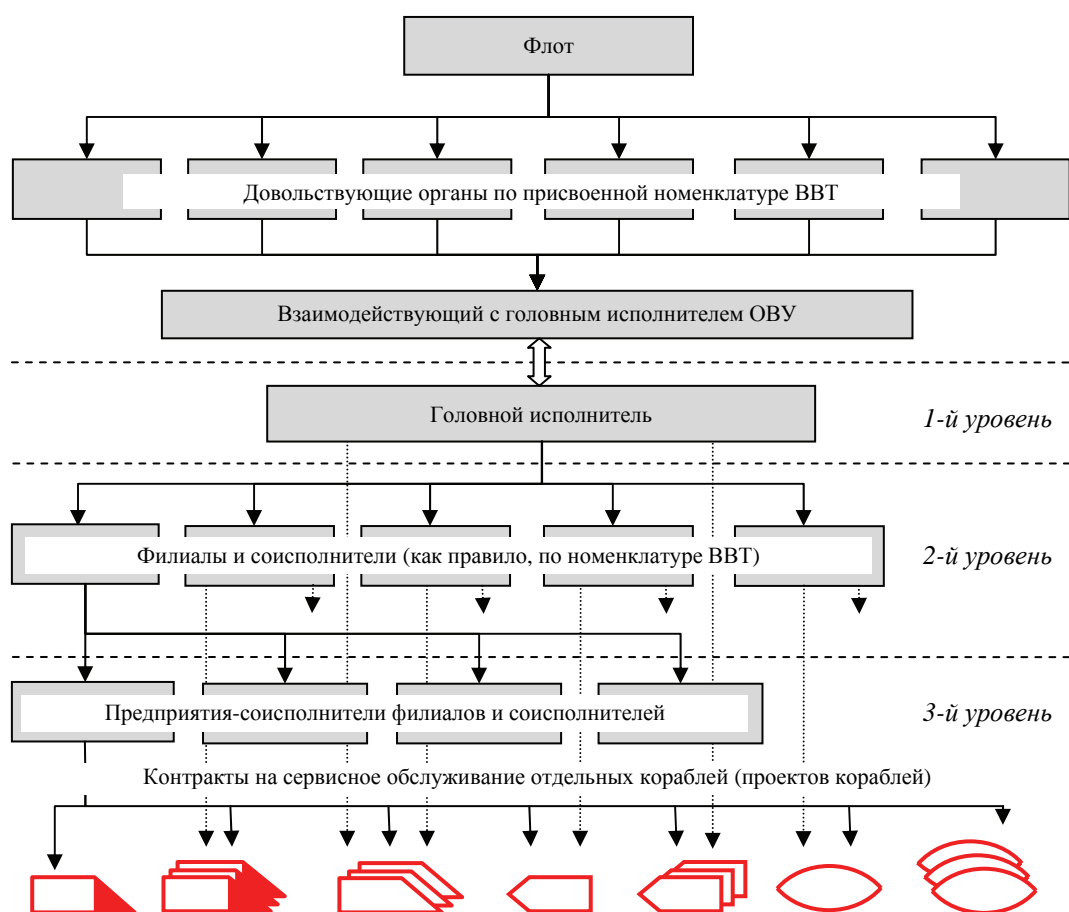 Флот
Довольствующие органы по присвоенной номенклатуре ВВТ
Взаимодействующий с головным исполнителем ОВУ
Головной исполнитель
1-й уровень
Филиалы и соисполнители (как правило, по номенклатуре ВВТ)
2-й уровень
Предприятия-соисполнители филиалов и соисполнителей
3-й уровень
Контракты на сервисное обслуживание отдельных кораблей (проектов кораблей)